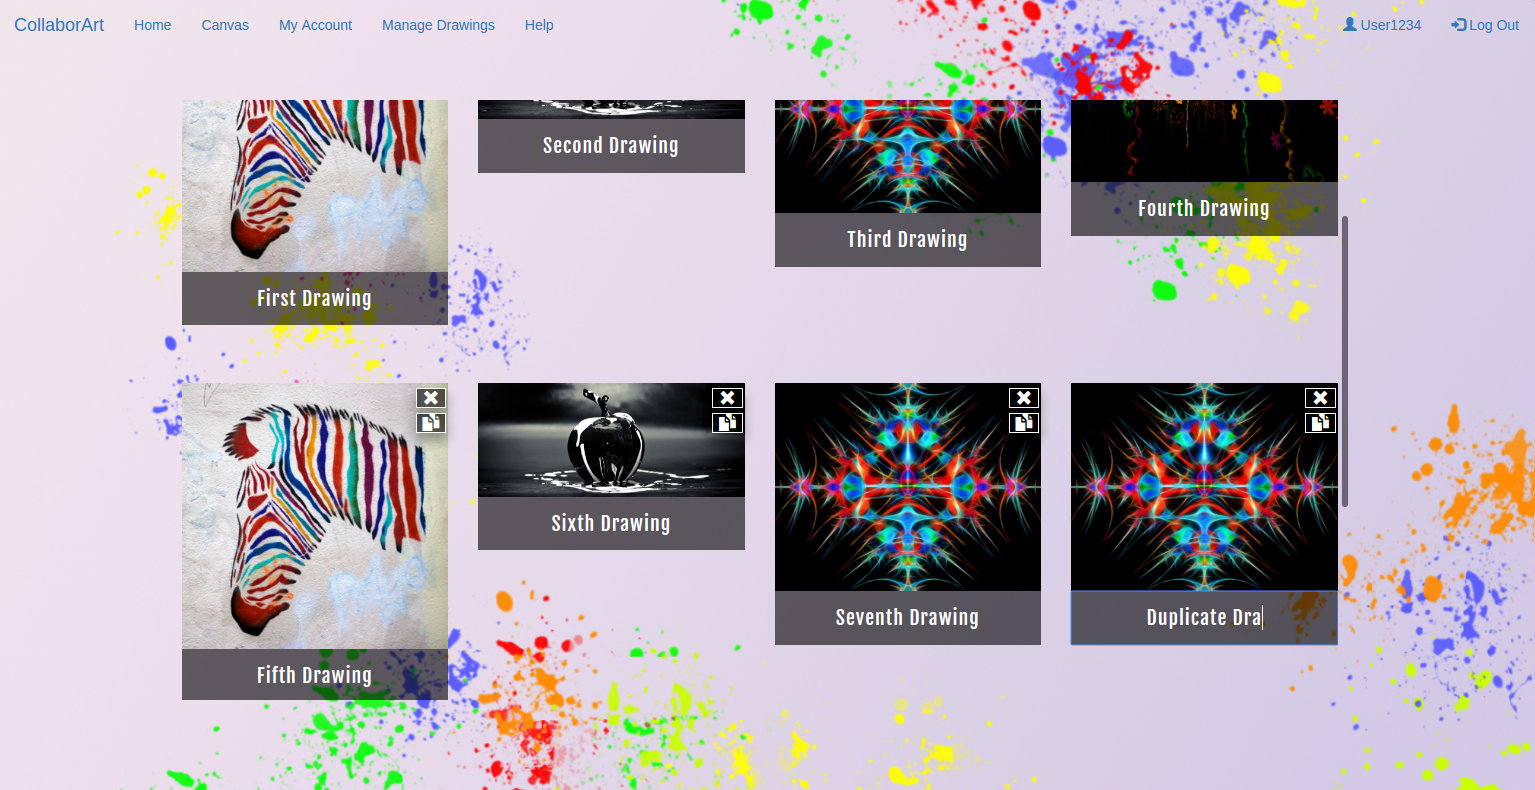 CollaborArt Home Canvas My Account Manage Drawings Help User1234 Log Out
Second Drawing
Fourth Drawing
Third Drawing
First Drawing
Sixth Drawing
Seventh Drawing
Duplicate Dra
Fifth Drawing